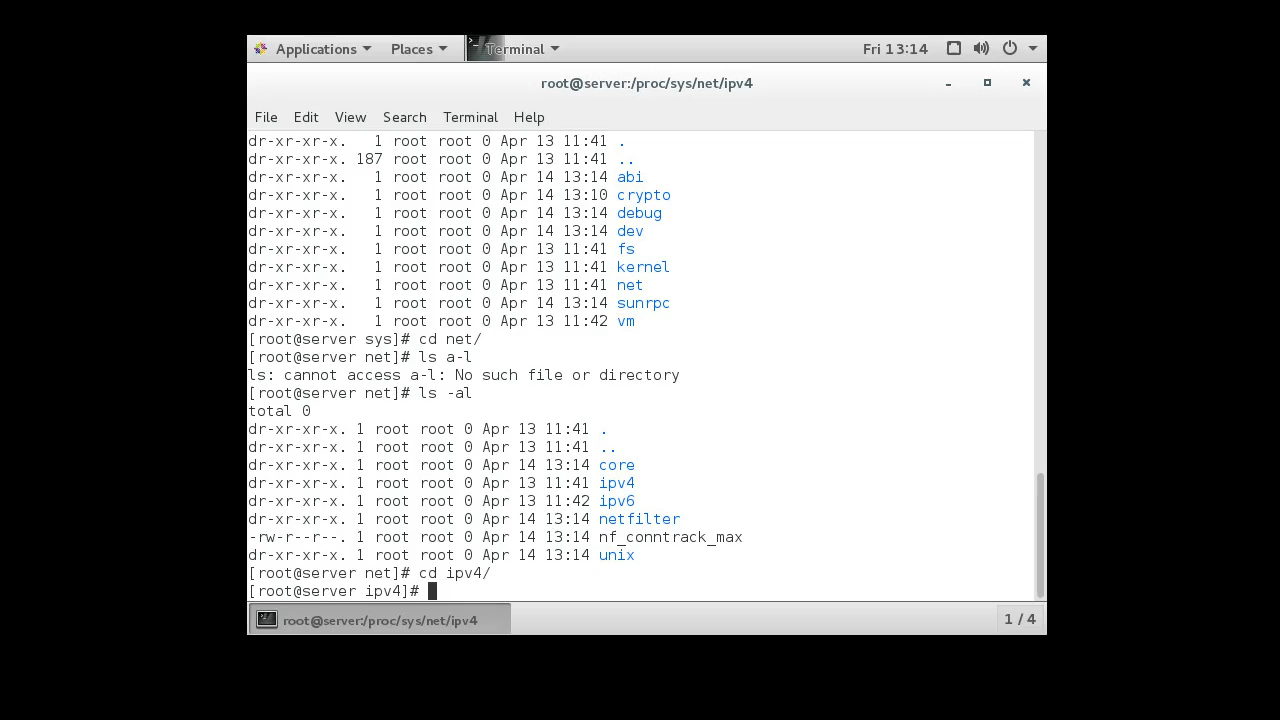 Applications Places Terminal Fri 13:14
root@server:/proc/sys/net/ipv4
File Edit View Search Terminal Help
dr-xr-xr-x.   1 root root 0 Apr 13 11:41 .
dr-xr-xr-x. 187 root root 0 Apr 13 11:41 ..
dr-xr-xr-x.   1 root root 0 Apr 14 13:14 abi
dr-xr-xr-x.   1 root root 0 Apr 14 13:10 crypto
dr-xr-xr-x.   1 root root 0 Apr 14 13:14 debug
dr-xr-xr-x.   1 root root 0 Apr 14 13:14 dev
dr-xr-xr-x.   1 root root 0 Apr 13 11:41 fs
dr-xr-xr-x.   1 root root 0 Apr 13 11:41 kernel
dr-xr-xr-x.   1 root root 0 Apr 13 11:41 net
dr-xr-xr-x.   1 root root 0 Apr 14 13:14 sunrpc
dr-xr-xr-x.   1 root root 0 Apr 13 11:42 vm
[root@server sys]# cd net/
[root@server net]# ls a-l
ls: cannot access a-l: No such file or directory
[root@server net]# ls -al
total 0
dr-xr-xr-x. 1 root root 0 Apr 13 11:41 .
dr-xr-xr-x. 1 root root 0 Apr 13 11:41 ..
dr-xr-xr-x. 1 root root 0 Apr 14 13:14 core
dr-xr-xr-x. 1 root root 0 Apr 13 11:41 ipv4
dr-xr-xr-x. 1 root root 0 Apr 13 11:42 ipv6
dr-xr-xr-x. 1 root root 0 Apr 14 13:14 netfilter
-rw-r--r--. 1 root root 0 Apr 14 13:14 nf_conntrack_max
dr-xr-xr-x. 1 root root 0 Apr 14 13:14 unix
[root@server net]# cd ipv4/
[root@server ipv4]#
root@server:/proc/sys/net/ipv4 1 / 4